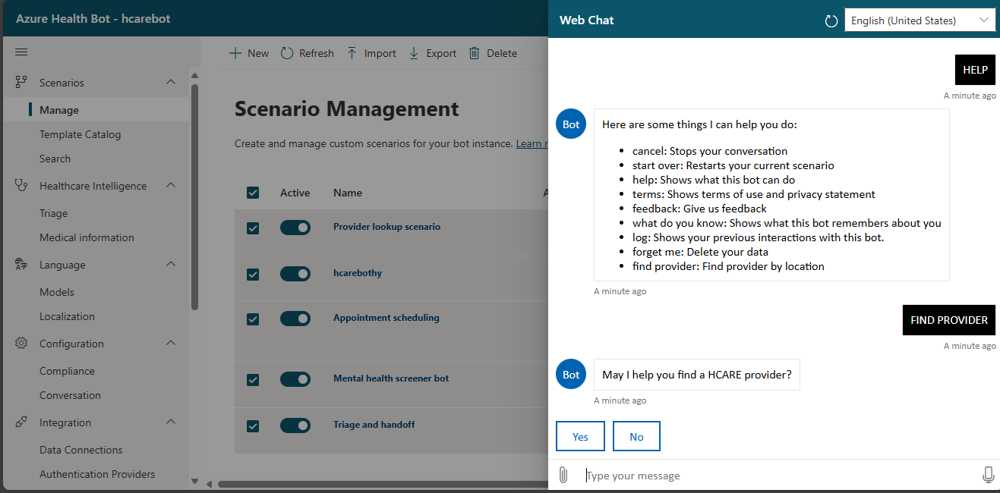 Azure Health Bot - hcarebot
Scenarios
Manage
Template Catalog
Search
Healthcare Intelligence
Triage
Medical information
Language
Models
Localization
Configuration
Compliance
Conversation
Integration
Data Connections
Authentication Providers
New Refresh Import Export Delete
Scenario Management
Create and manage custom scenarios for your bot instance. Learn
Active Name
Provider lookup scenario
hcarebothy
Appointment scheduling
Mental health screener bot
Triage and handoff
Web Chat
English (United States)
HELP
A minute ago
Bot
Here are some things I can help you do:
cancel: Stops your conversation
start over: Restarts your current scenario
help: Shows what this bot can do
terms: Shows terms of use and privacy statement
feedback: Give us feedback
what do you know: Shows what this bot remembers about you
log: Shows your previous interactions with this bot.
forget me: Delete your data
find provider: Find provider by location
A minute ago
FIND PROVIDER
A minute ago
Bot
May I help you find a HCARE provider?
A minute ago
Yes No
Type your message